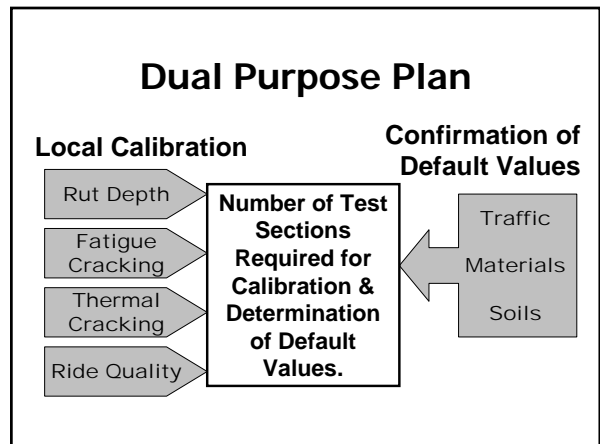 Dual Purpose Plan
Local Calibration
Rut Depth
Fatigue
Cracking
Thermal
Cracking
Ride Quality
Number of Test
Sections
Required for
Calibration &
Determination
of Default
Values.
Confirmation of
Default Values
Traffic
Materials
Soils